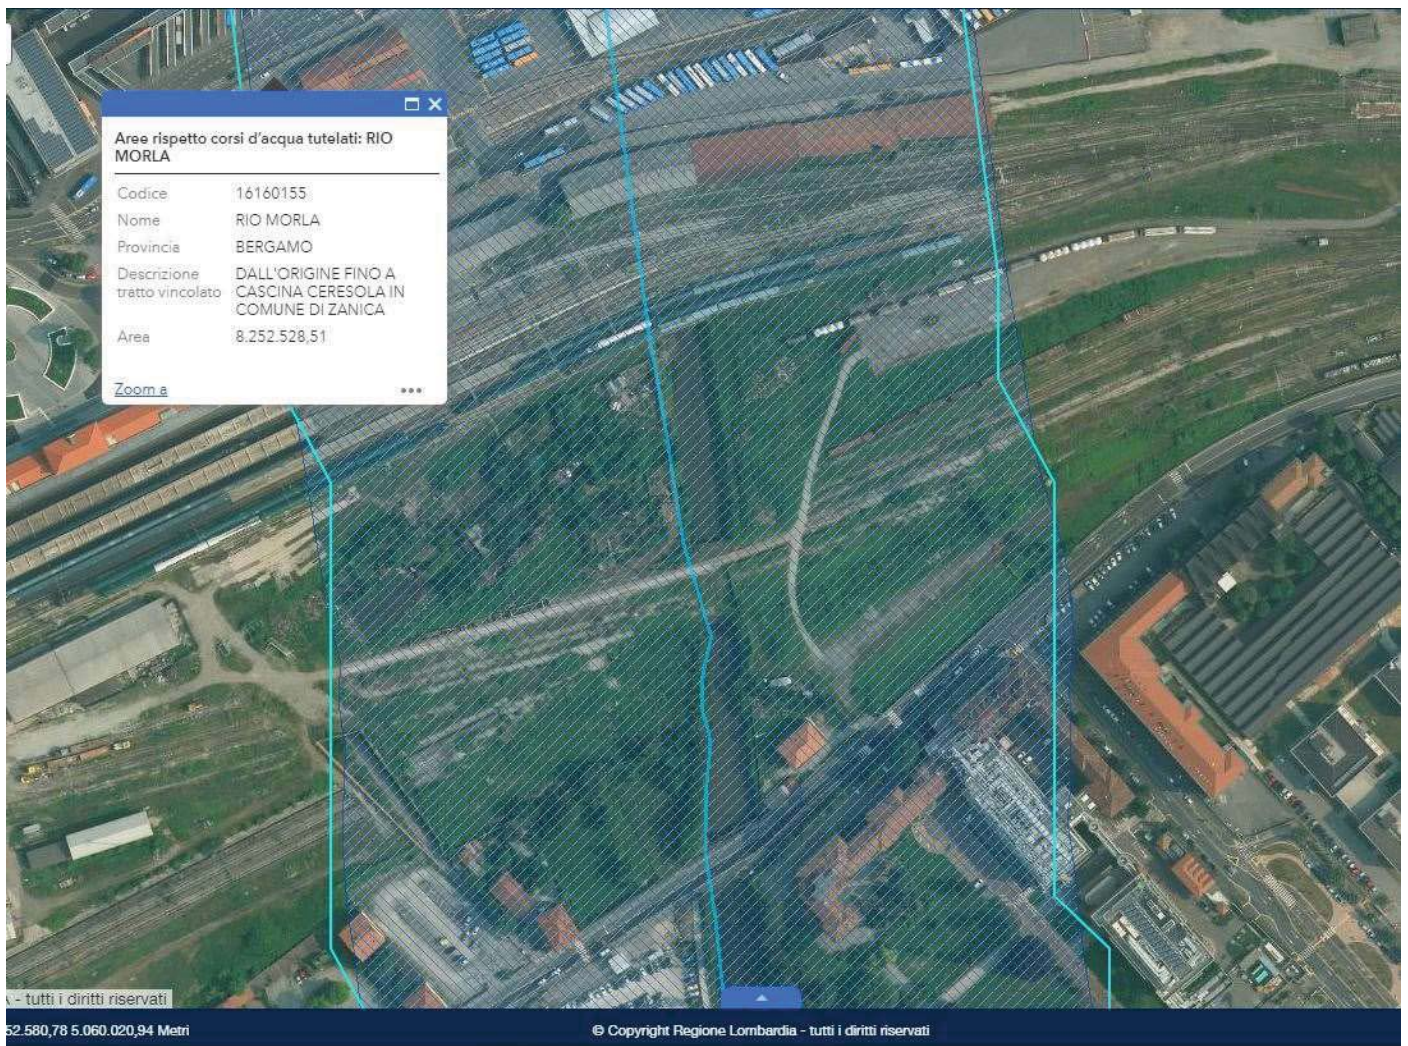 Aree rispetto corsi d'acqua tutelati: RIO
MORLA
Codice 16160155
Nome RIO MORLA
Provincia BERGAMO
Descrizione tratto vincolato DALL'ORIGINE FINO A
CASCINA CERESOLA IN
COMUNE DI ZANICA
Area 8.252.528,51
Zoom a
- tutti i diritti riservati
52.580,78 5.060.020,94 Metri
© Copyright Regione Lombardia - tutti i diritti riservati